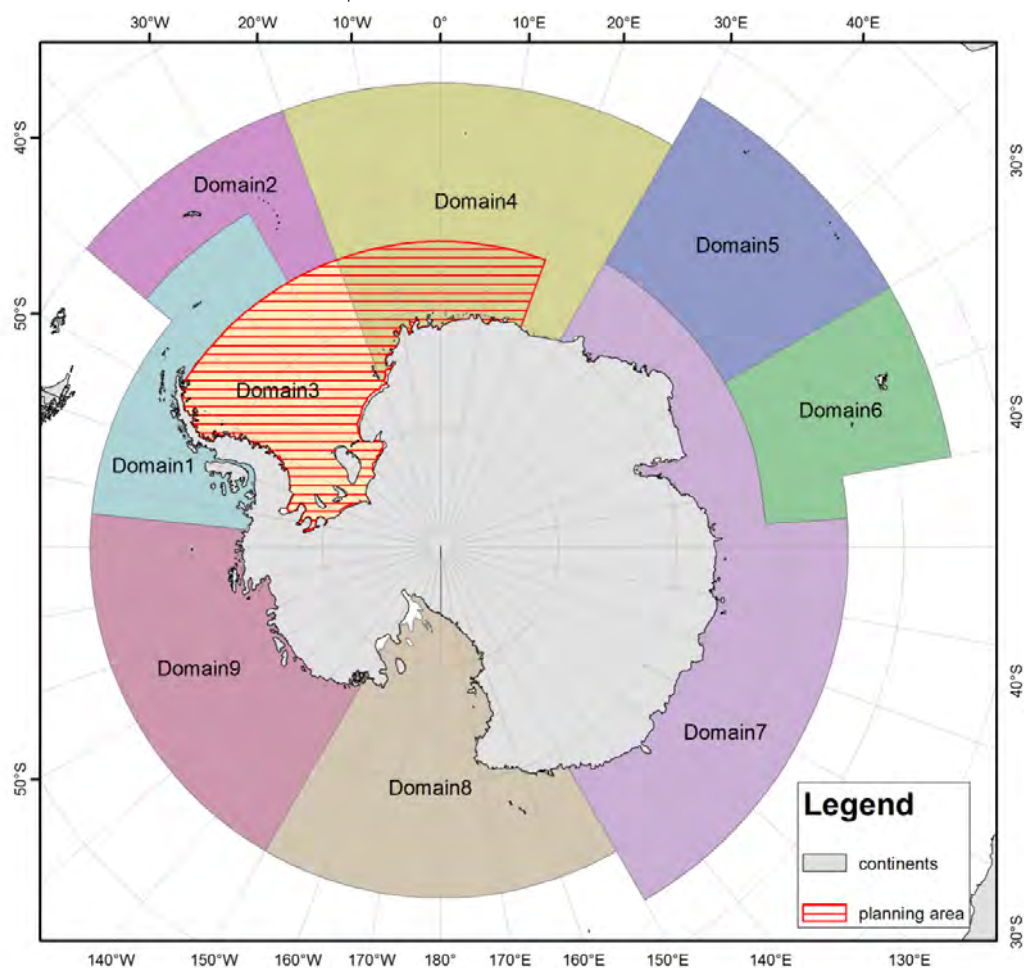 30°W 20°W 10°W 0° 10°E 20°E 30°E 40°E
40°S
30°S
Domain2
Domain4
Domain5
50°S
Domain3
Domain6
40°S
Domain1
Domain9
40°S
Domain7
50°S
Domain8
Legend
continents
planning area
30°S
140°W 150°W 160°W 170°W 180° 170°E 160°E 150°E 140°E 130°E